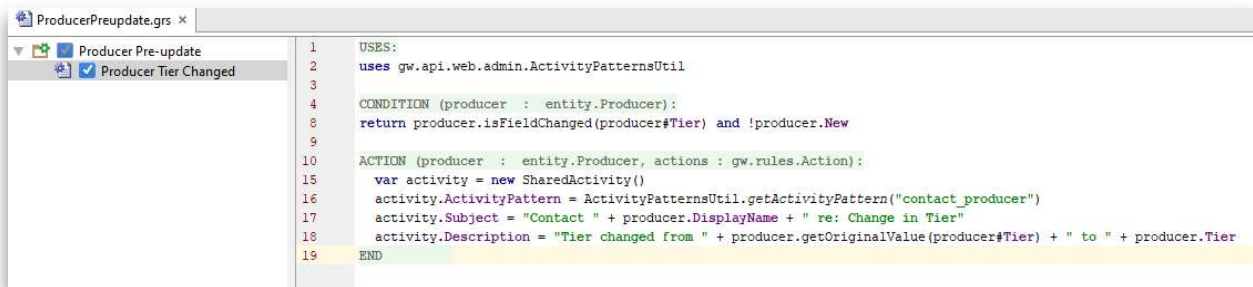 ProducerPreupdate.grs ×
Producer Pre-update
Producer Tier Changed
1 USES:
2 uses gw.api.web.admin.ActivityPatternsUtil
3
4 CONDITION (producer : entity.Producer):
8 return producer.isFieldChanged(producer#Tier) and !producer.New
9
10 ACTION (producer : entity.Producer, actions : gw.rules.Action):
15 var activity = new SharedActivity()
16 activity.ActivityPattern = ActivityPatternsUtil.getActivityPattern("contact_producer")
17 activity.Subject = "Contact " + producer.DisplayName + " re: Change in Tier"
18 activity.Description = "Tier changed from " + producer.getOriginalValue(producer#Tier) + " to " + producer.Tier
19 END